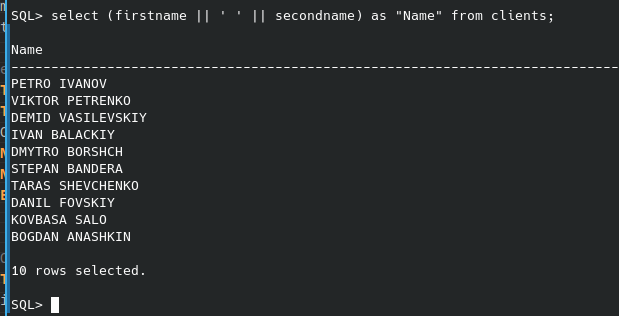 SQL> select (firstname || ' ' || secondname) as "Name" from clients;
Name
--------------------------------------------------------------------------------
PETRO IVANOV
VIKTOR PETRENKO
DEMID VASILEVSKIY
IVAN BALACKIY
DMYTRO BORSHCH
STEPAN BANDERA
TARAS SHEVCHENKO
DANIL FOVSKIY
KOVBASA SALO
BOGDAN ANASHKIN
10 rows selected.
SQL>